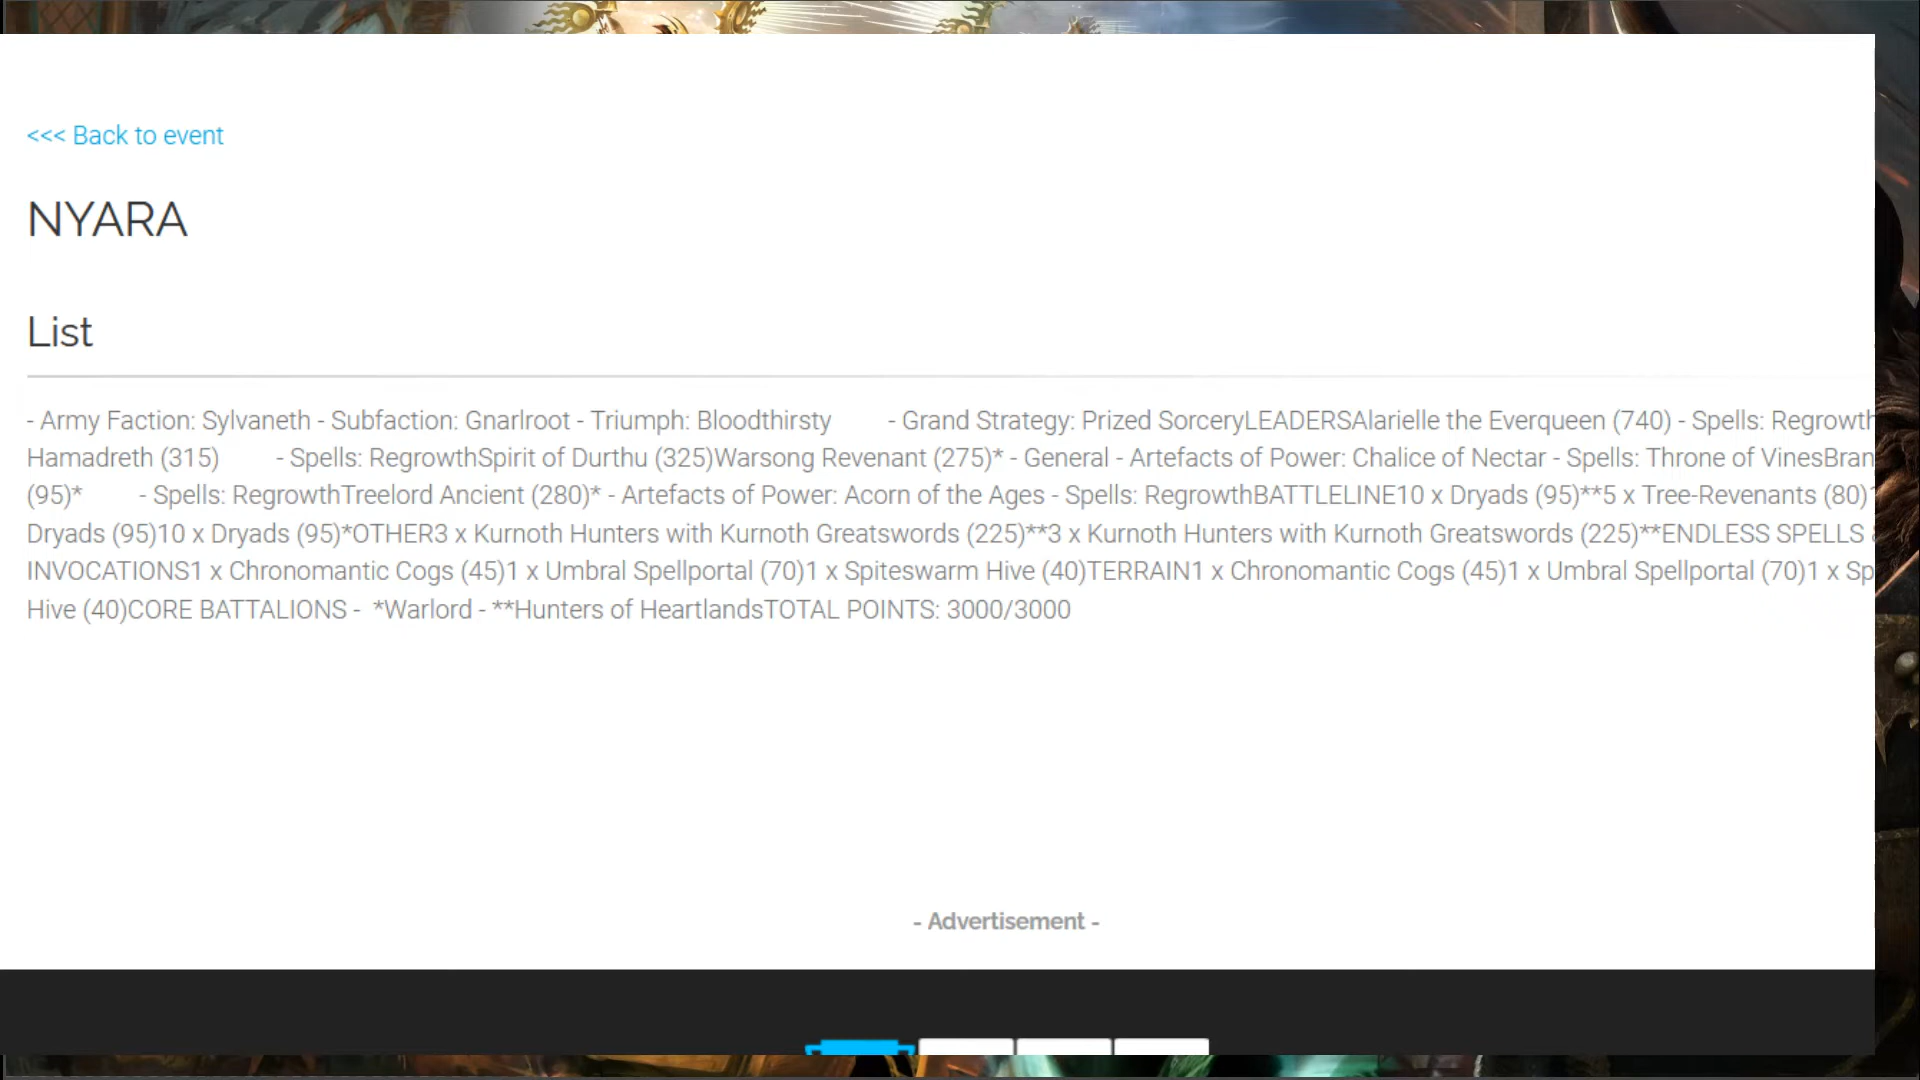 <<< Back to event
NYARA
List
- Army Faction: Sylvaneth - Subfaction: Gnarlroot - Triumph: Bloodthirsty - Grand Strategy: Prized SorceryLEADERSAlarielle the Everqueen (740) - Spells: Regrowth
Hamadreth (315) - Spells: RegrowthSpirit of Durthu (325)Warsong Revenant (275)* - General - Artefacts of Power: Chalice of Nectar - Spells: Throne of VinesBran
(95)* - Spells: RegrowthTreelord Ancient (280)* - Artefacts of Power: Acorn of the Ages - Spells: RegrowthBATTLELINE10 x Dryads (95)**5 x Tree-Revenants (80)
Dryads (95)10 x Dryads (95)*OTHER3 x Kurnoth Hunters with Kurnoth Greatswords (225)**3 x Kurnoth Hunters with Kurnoth Greatswords (225)**ENDLESS SPELLS
INVOCATIONS1 x Chronomantic Cogs (45)1 x Umbral Spellportal (70)1 x Spiteswarm Hive (40)TERRAIN1 x Chronomantic Cogs (45)1 x Umbral Spellportal (70)1 x Sp
Hive (40)CORE BATTALIONS - *Warlord - **Hunters of HeartlandsTOTAL POINTS: 3000/3000
- Advertisement -